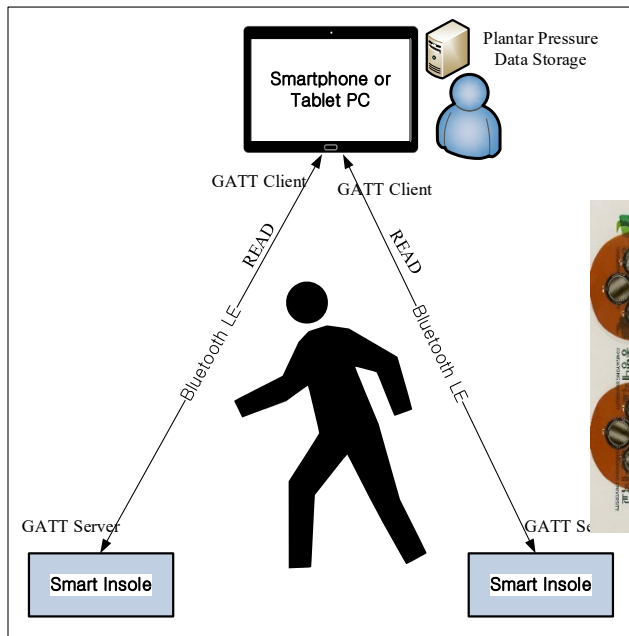 Plantar Pressure
Data Storage
Smartphone or
Tablet PC
GATT Client
GATT Client
READ
READ
Bluetooth LE
Bluetooth LE
GATT Server
GATT
Smart Insole
Smart Insole